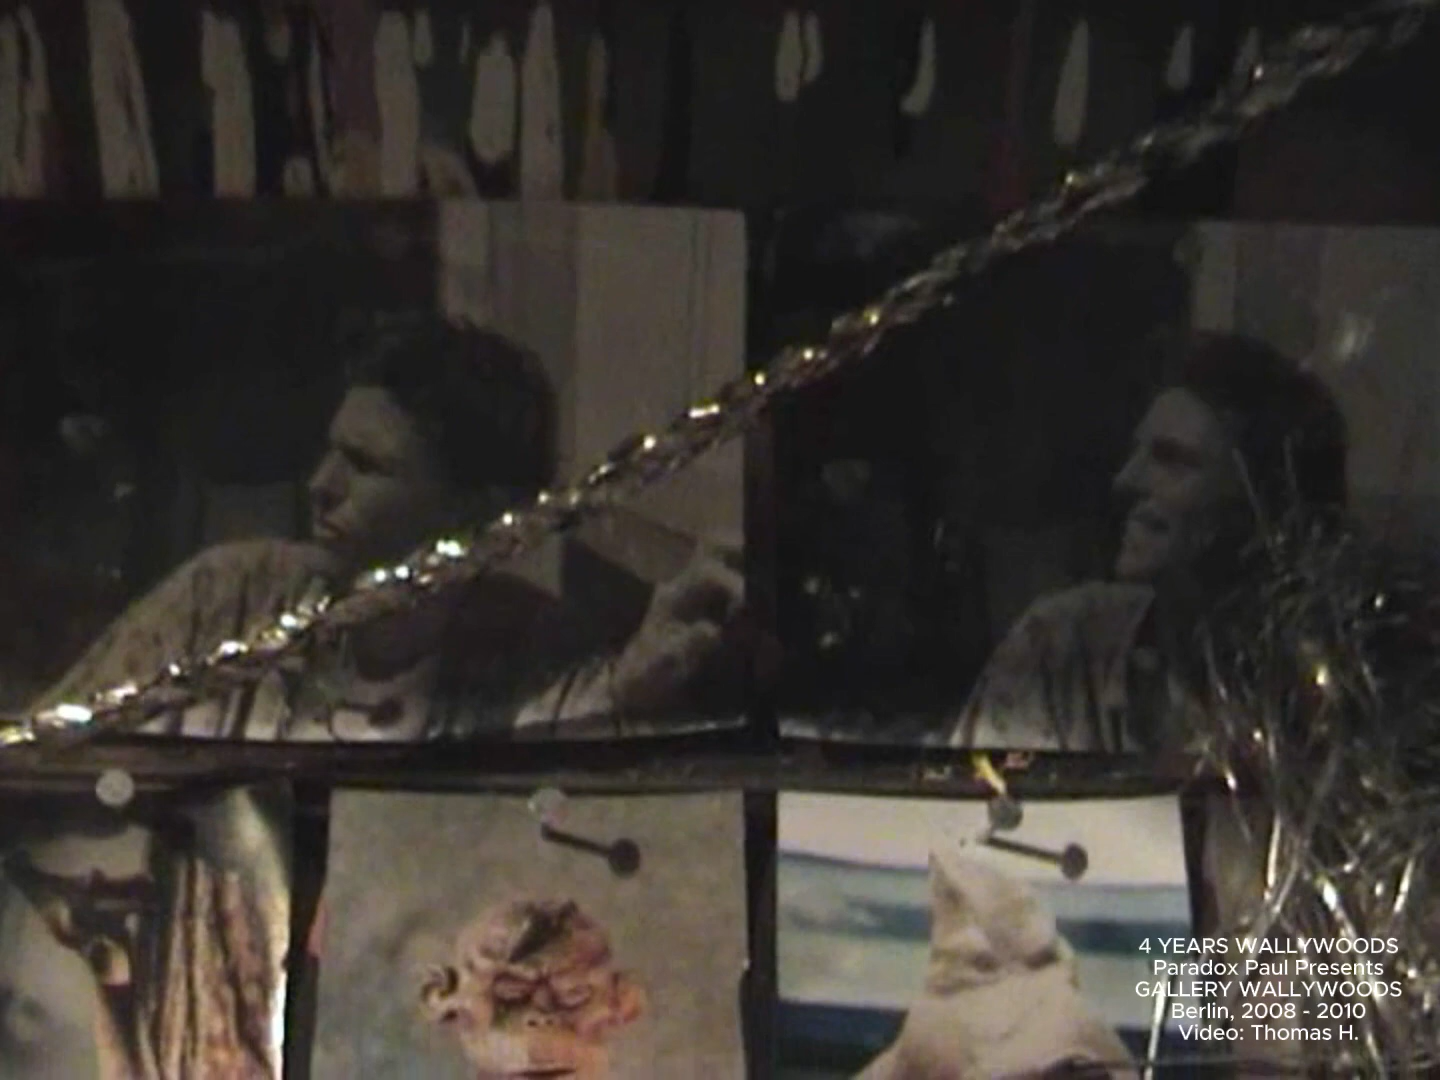 4 YEARS WALLYWOODS
Paradox Paul Presents
GALLERY WALLYWOODS
Berlin, 2008 - 2010
Video: Thomas H.